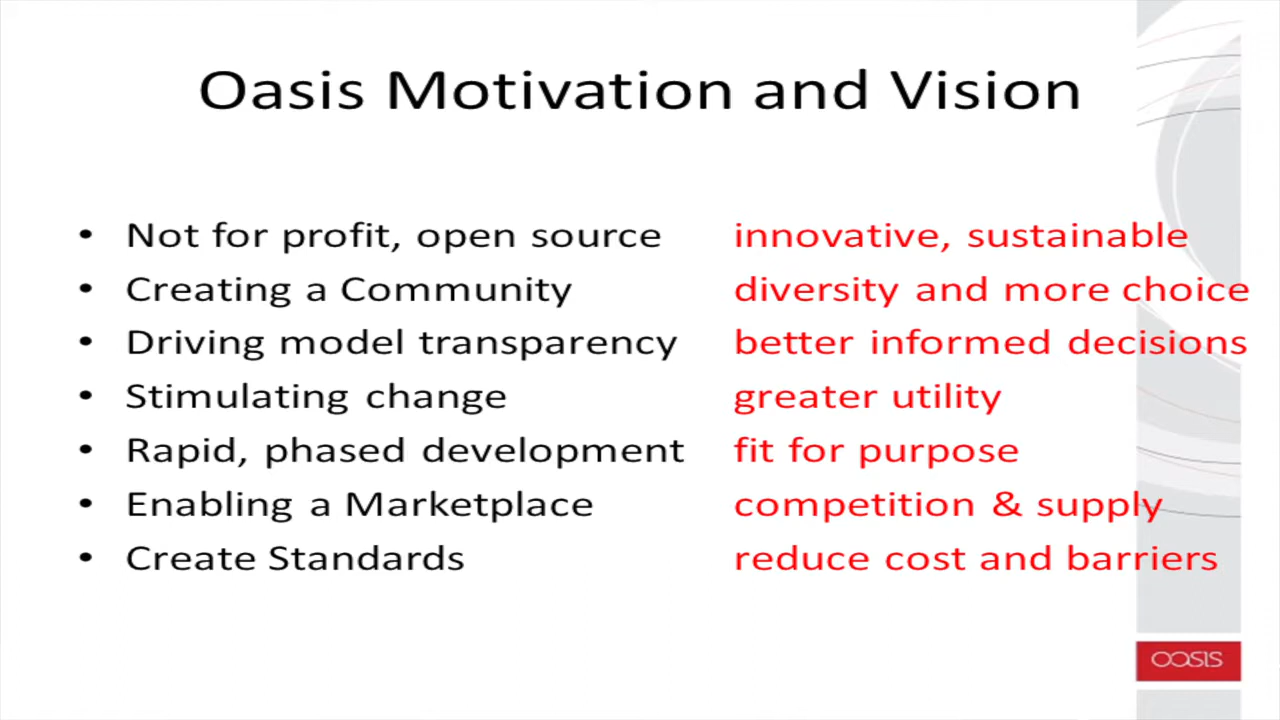 Oasis Motivation and Vision
• Not for profit, open source innovative, sustainable
• Creating a Community diversity and more choice
• Driving model transparency better informed decisions
• Stimulating change greater utility
• Rapid, phased development fit for purpose
• Enabling a Marketplace competition & supply
• Create Standards reduce cost and barriers
OASIS